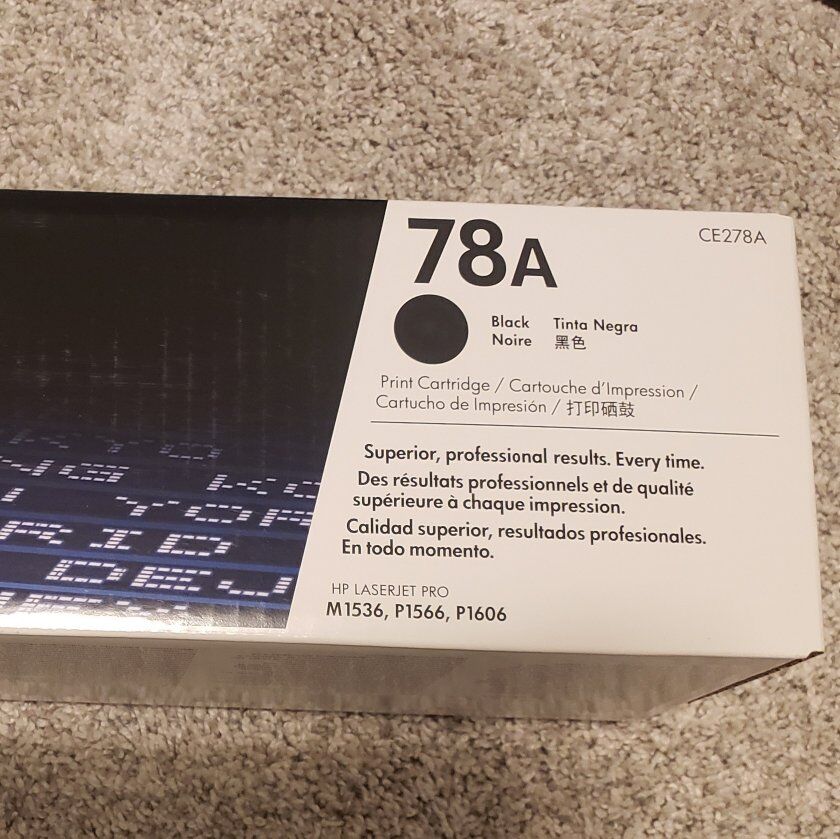 78A
CE278A
Black Tinta Negra
Noire 黑色
Print Cartridge / Cartouche d'Impression /
Cartucho de Impresión / 打印硒鼓
Superior, professional results. Every time.
Des résultats professionnels et de qualité
supérieure à chaque impression.
Calidad superior, resultados profesionales.
En todo momento.
HP LASERJET PRO
M1536, P1566, P1606